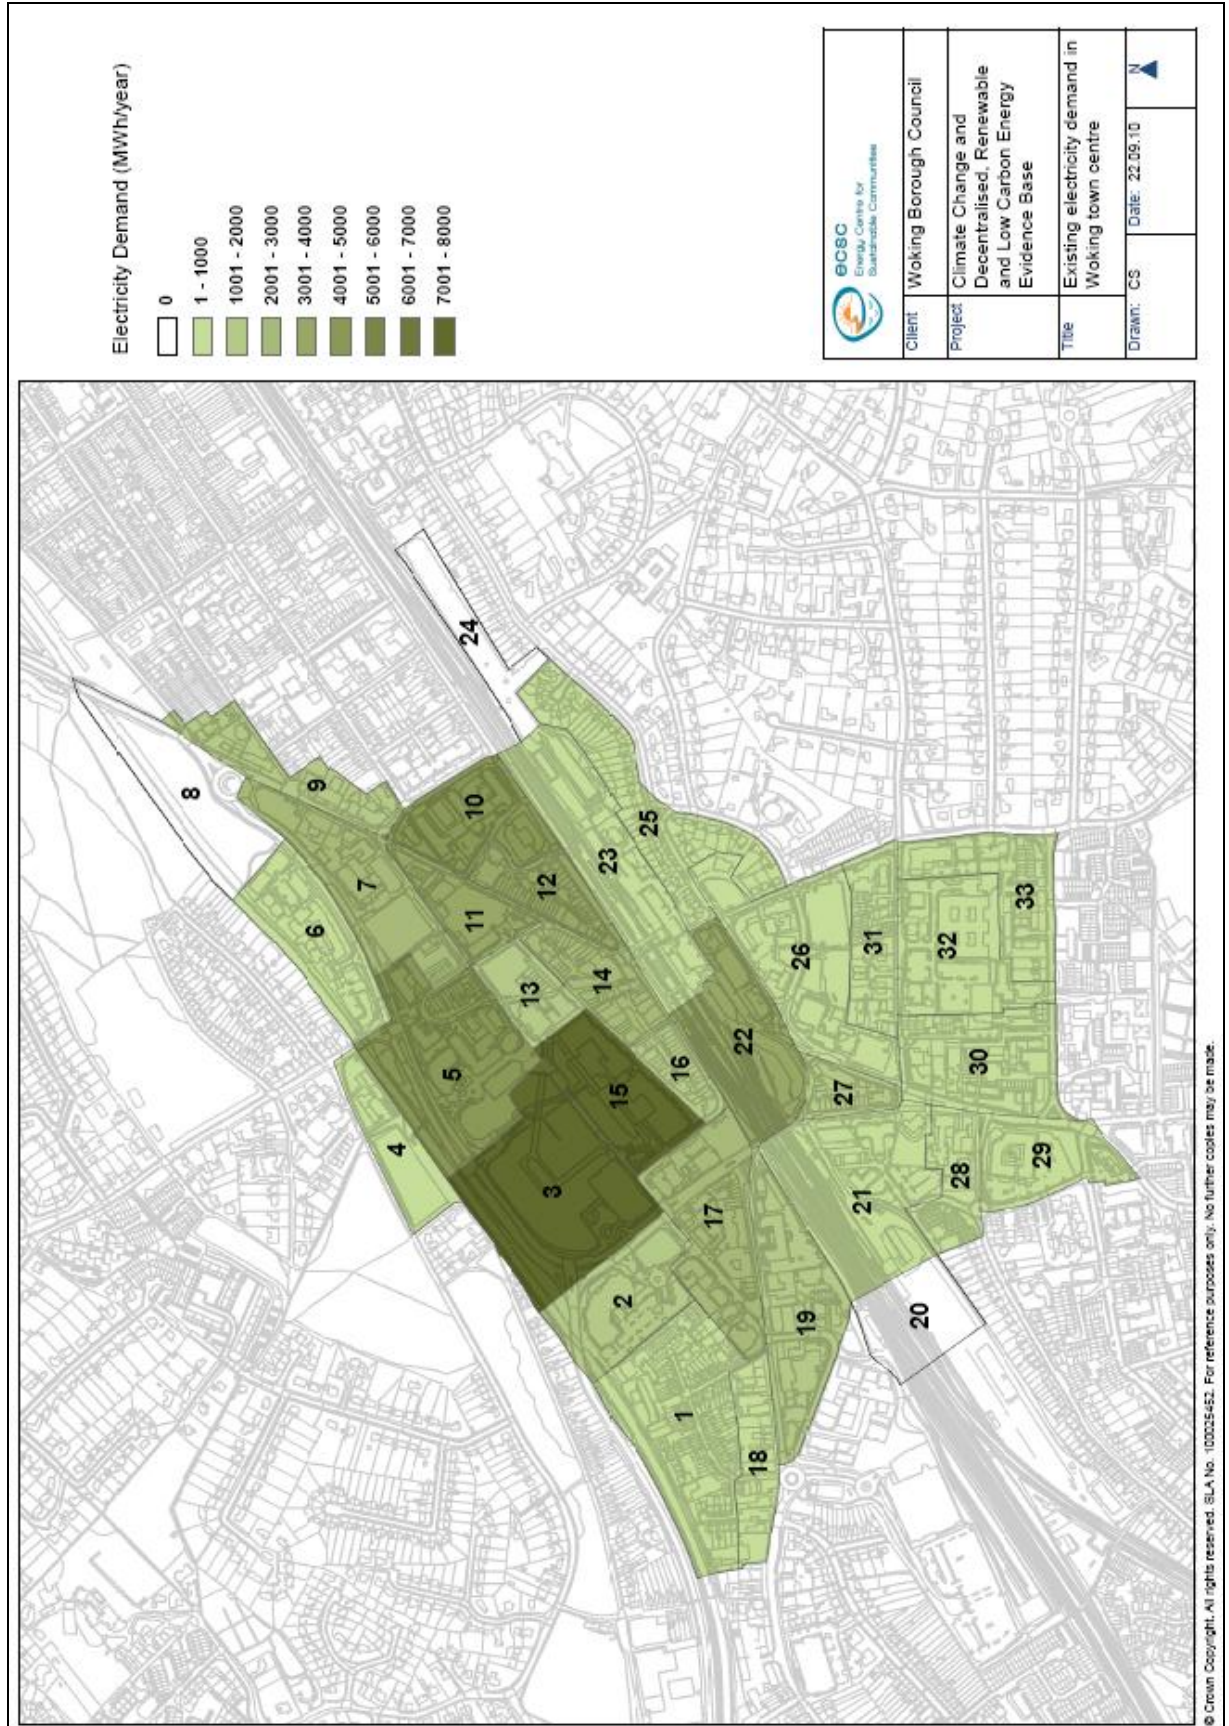 Electricity Demand (MWh/year)
0
1 - 1000
1001 - 2000
2001 - 3000
3001 - 4000
4001 - 5000
5001 - 6000
6001 - 7000
7001 - 8000
1
2
3
4
5
6
7
8
9
10
11
12
13
14
15
16
17
18
19
20
21
22
23
24
25
26
27
28
29
30
31
32
33
ecsc
Energy Centre for
Sustainable Communities
Client Woking Borough Council
Project Climate Change and
Decentralised, Renewable
and Low Carbon Energy
Evidence Base
Title Existing electricity demand in
Woking town centre
Drawn: CS Date: 22.09.10 N
© Crown Copyright. All rights reserved. SLA No. 100025452. For reference purposes only. No further copies may be made.